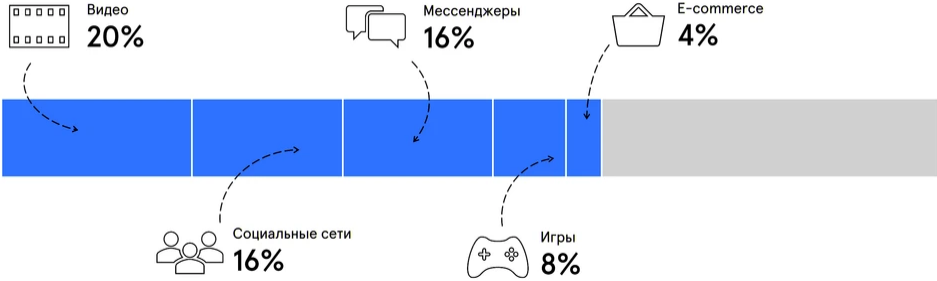 Видео
20%
Мессенджеры
16%
E-commerce
4%
Социальные сети
16%
Игры
8%